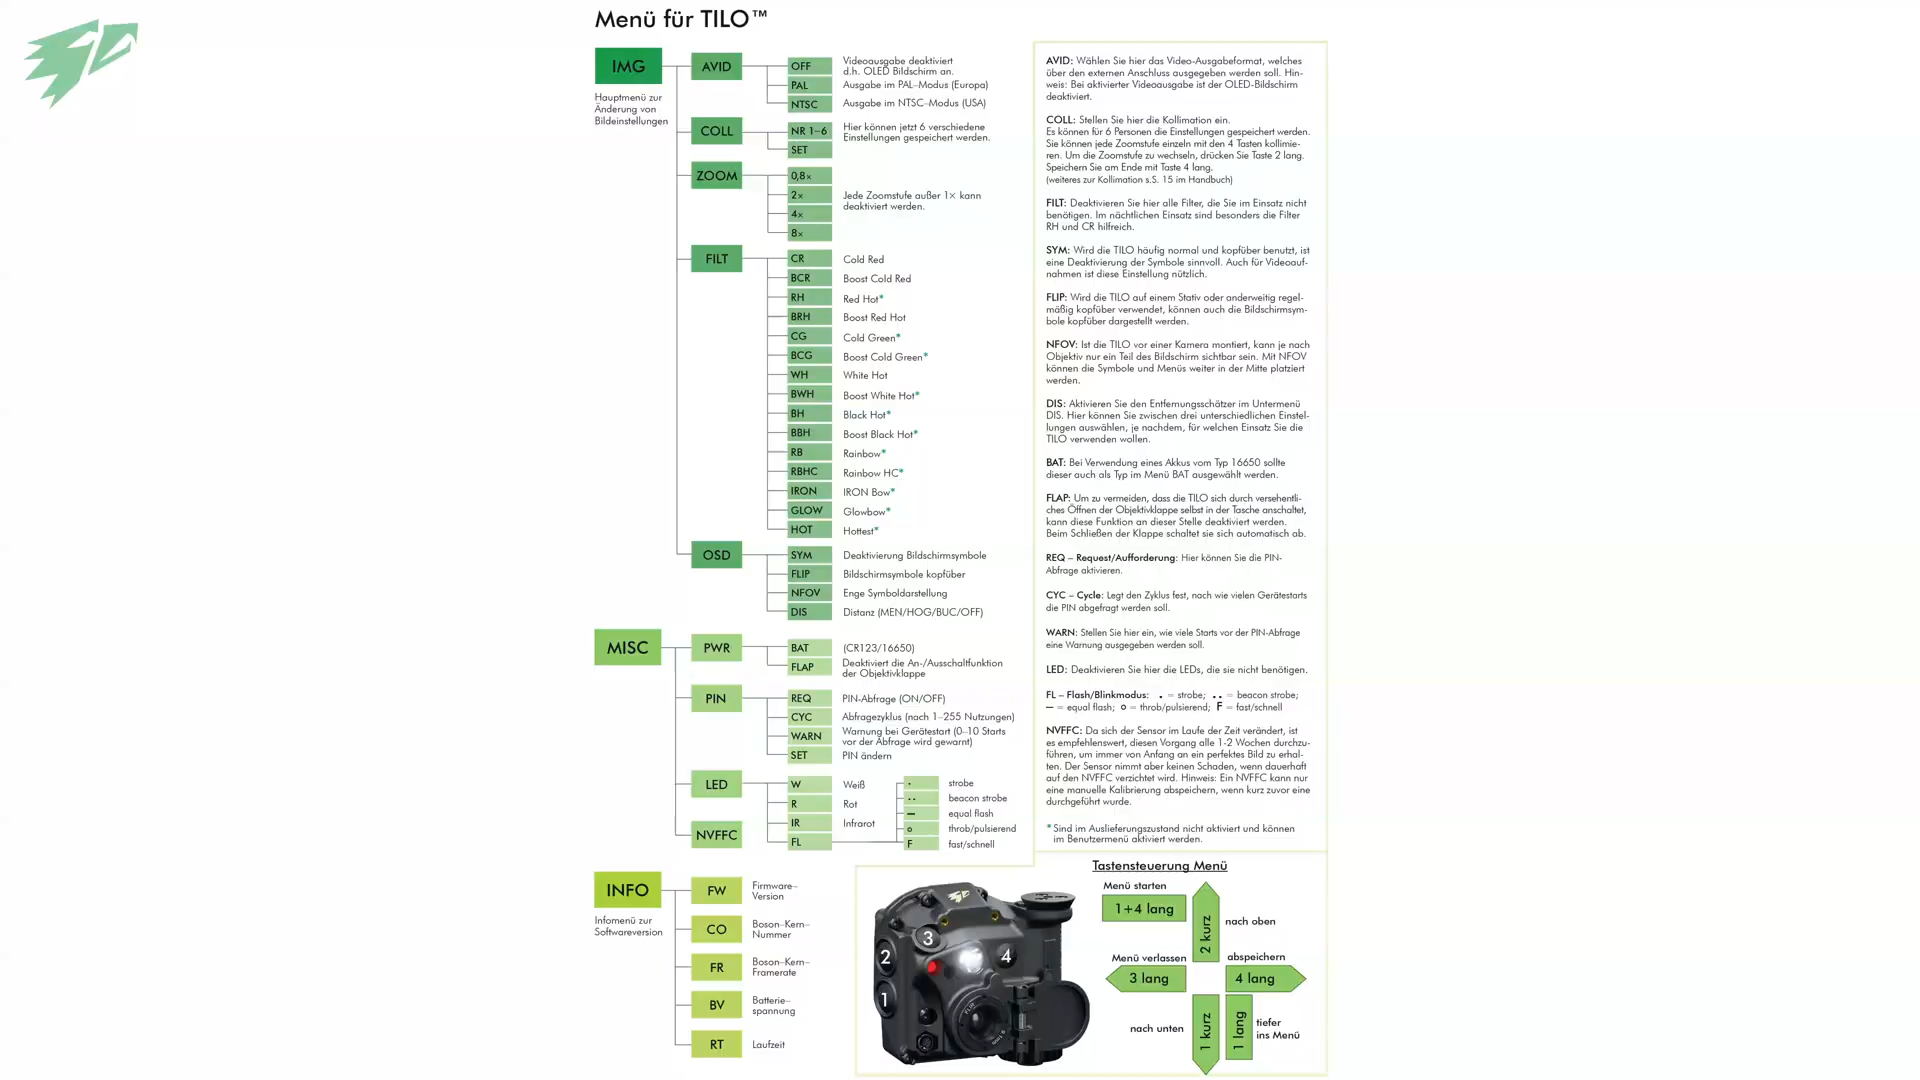 Menü für TILO™
IMG
Hauptmenü zur
Änderung von
Bildeinstellungen
AVID
OFF
Videoausgabe deaktiviert
d.h. OLED Bildschirm an.
PAL
Ausgabe im PAL–Modus (Europa)
NTSC
Ausgabe im NTSC–Modus (USA)
COLL
NR 1–6
Hier können jetzt 6 verschiedene
Einstellungen gespeichert werden.
SET
ZOOM
0,8×
2×
4×
8×
Jede Zoomstufe außer 1× kann
deaktiviert werden.
FILT
CR
Cold Red
BCR
Boost Cold Red
RH
Red Hot*
BRH
Boost Red Hot
CG
Cold Green*
BCG
Boost Cold Green*
WH
White Hot
BWH
Boost White Hot*
BH
Black Hot*
BBH
Boost Black Hot*
RB
Rainbow*
RBHC
Rainbow HC*
IRON
IRON Bow*
GLOW
Glowbow*
HOT
Hottest*
OSD
SYM
Deaktivierung Bildschirmsymbole
FLIP
Bildschirmsymbole kopfüber
NFOV
Enge Symboldarstellung
DIS
Distanz (MEN/HOG/BUC/OFF)
MISC
PWR
BAT
(CR123/16650)
FLAP
Deaktiviert die An-/Ausschaltfunktion
der Objektivklappe
PIN
REQ
PIN-Abfrage (ON/OFF)
CYC
Abfragezyklus (nach 1–255 Nutzungen)
WARN
Warnung bei Gerätestart (0–10 Starts
vor der Abfrage wird gewarnt)
SET
PIN ändern
LED
W
Weiß
R
Rot
IR
Infrarot
FL
.
strobe
..
beacon strobe
–
equal flash
o
throb/pulsierend
F
fast/schnell
NVFFC
INFO
Infomenü zur
Softwareversion
FW
Firmware–
Version
CO
Boson–Kern–
Nummer
FR
Boson–Kern–
Framerate
BV
Batterie–
spannung
RT
Laufzeit
AVID: Wählen Sie hier das Video-Ausgabeformat, welches
über den externen Anschluss ausgegeben werden soll. Hin-
weis: Bei aktivierter Videoausgabe ist der OLED-Bildschirm
deaktiviert.
COLL: Stellen Sie hier die Kollimation ein.
Es können für 6 Personen die Einstellungen gespeichert werden.
Sie können jede Zoomstufe einzeln mit den 4 Tasten kollimie-
ren. Um die Zoomstufe zu wechseln, drücken Sie Taste 2 lang.
Speichern Sie am Ende mit Taste 4 lang.
(weiteres zur Kollimation s.S. 15 im Handbuch)
FILT: Deaktivieren Sie hier alle Filter, die Sie im Einsatz nicht
benötigen. Im nächtlichen Einsatz sind besonders die Filter
RH und CR hilfreich.
SYM: Wird die TILO häufig normal und kopfüber benutzt, ist
eine Deaktivierung der Symbole sinnvoll. Auch für Videoauf-
nahmen ist diese Einstellung nützlich.
FLIP: Wird die TILO auf einem Stativ oder anderweitig regel-
mäßig kopfüber verwendet, können auch die Bildschirmsym-
bole kopfüber dargestellt werden.
NFOV: Ist die TILO vor einer Kamera montiert, kann je nach
Objektiv nur ein Teil des Bildschirm sichtbar sein. Mit NFOV
können die Symbole und Menüs weiter in der Mitte platziert
werden.
DIS: Aktivieren Sie den Entfernungsschätzer im Untermenü
DIS. Hier können Sie zwischen drei unterschiedlichen Einstel-
lungen auswählen, je nachdem, für welchen Einsatz Sie die
TILO verwenden wollen.
BAT: Bei Verwendung eines Akkus vom Typ 16650 sollte
dieser auch als Typ im Menü BAT ausgewählt werden.
FLAP: Um zu vermeiden, dass die TILO sich durch versehentli-
ches Öffnen der Objektivklappe selbst in der Tasche anschaltet,
kann diese Funktion an dieser Stelle deaktiviert werden.
Beim Schließen der Klappe schaltet sie sich automatisch ab.
REQ – Request/Aufforderung: Hier können Sie die PIN-
Abfrage aktivieren.
CYC – Cycle: Legt den Zyklus fest, nach wie vielen Gerätestarts
die PIN abgefragt werden soll.
WARN: Stellen Sie hier ein, wie viele Starts vor der PIN-Abfrage
eine Warnung ausgegeben werden soll.
LED: Deaktivieren Sie hier die LEDs, die sie nicht benötigen.
FL – Flash/Blinkmodus: . = strobe; .. = beacon strobe;
– = equal flash; o = throb/pulsierend; F = fast/schnell
NVFFC: Da sich der Sensor im Laufe der Zeit verändert, ist
es empfehlenswert, diesen Vorgang alle 1-2 Wochen durchzu-
führen, um immer von Anfang an ein perfektes Bild zu erhal-
ten. Der Sensor nimmt aber keinen Schaden, wenn dauerhaft
auf den NVFFC verzichtet wird. Hinweis: Ein NVFFC kann nur
eine manuelle Kalibrierung abspeichern, wenn kurz zuvor eine
durchgeführt wurde.
* Sind im Auslieferungszustand nicht aktiviert und können
im Benutzermenü aktiviert werden.
Tastensteuerung Menü
Menü starten
1+4 lang
2 kurz
nach oben
Menü verlassen
3 lang
abspeichern
4 lang
nach unten
1 kurz
1 lang
tiefer
ins Menü
3
2
4
1